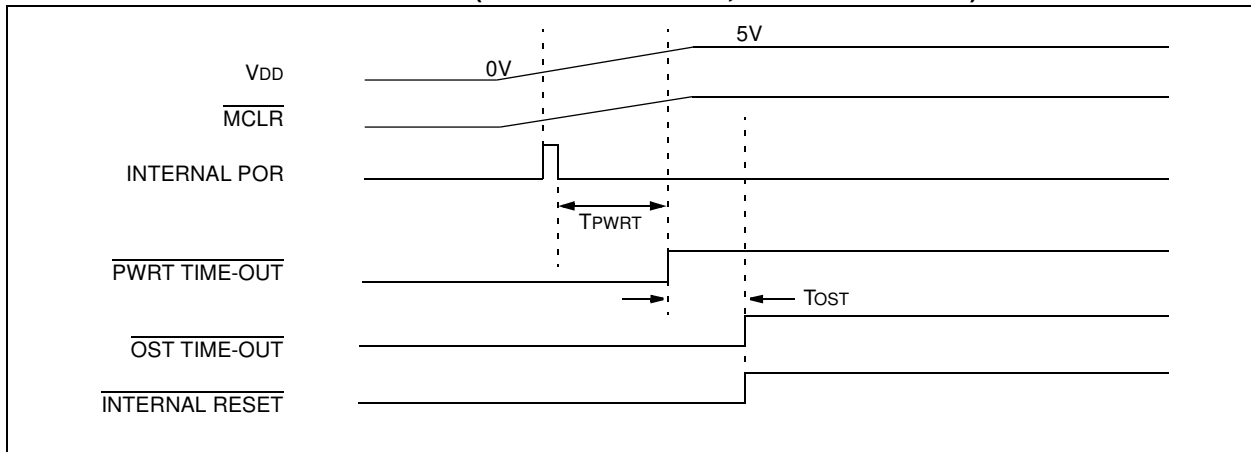 5V
VDD
0V
MCLR
INTERNAL POR
TPWRT
PWRT TIME-OUT
TOST
OST TIME-OUT
INTERNAL RESET